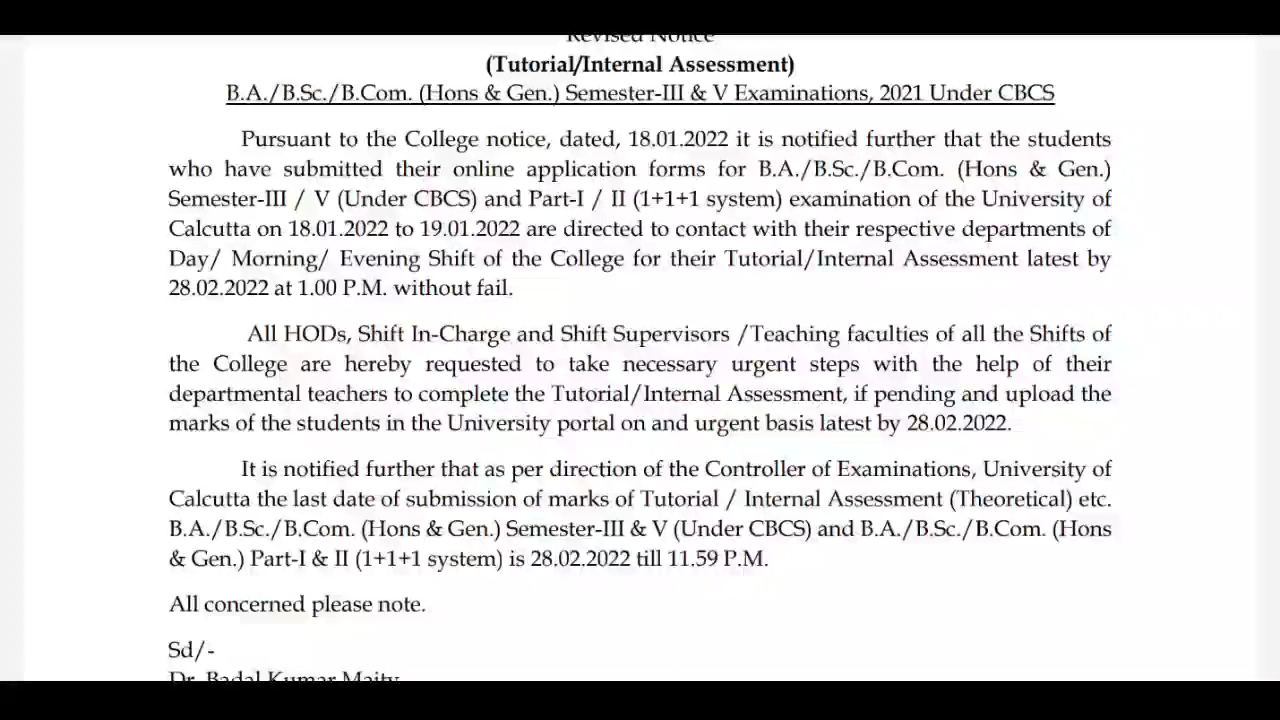 Revised Notice
(Tutorial/Internal Assessment)
B.A./B.Sc./B.Com. (Hons & Gen.) Semester-III & V Examinations, 2021 Under CBCS
Pursuant to the College notice, dated, 18.01.2022 it is notified further that the students
who have submitted their online application forms for B.A./B.Sc./B.Com. (Hons & Gen.)
Semester-III / V (Under CBCS) and Part-I / II (1+1+1 system) examination of the University of
Calcutta on 18.01.2022 to 19.01.2022 are directed to contact with their respective departments of
Day/ Morning/ Evening Shift of the College for their Tutorial/Internal Assessment latest by
28.02.2022 at 1.00 P.M. without fail.
All HODs, Shift In-Charge and Shift Supervisors /Teaching faculties of all the Shifts of
the College are hereby requested to take necessary urgent steps with the help of their
departmental teachers to complete the Tutorial/Internal Assessment, if pending and upload the
marks of the students in the University portal on and urgent basis latest by 28.02.2022.
It is notified further that as per direction of the Controller of Examinations, University of
Calcutta the last date of submission of marks of Tutorial / Internal Assessment (Theoretical) etc.
B.A./B.Sc./B.Com. (Hons & Gen.) Semester-III & V (Under CBCS) and B.A./B.Sc./B.Com. (Hons
& Gen.) Part-I & II (1+1+1 system) is 28.02.2022 till 11.59 P.M.
All concerned please note.
Sd/-
Dr. Badal Kumar Maity